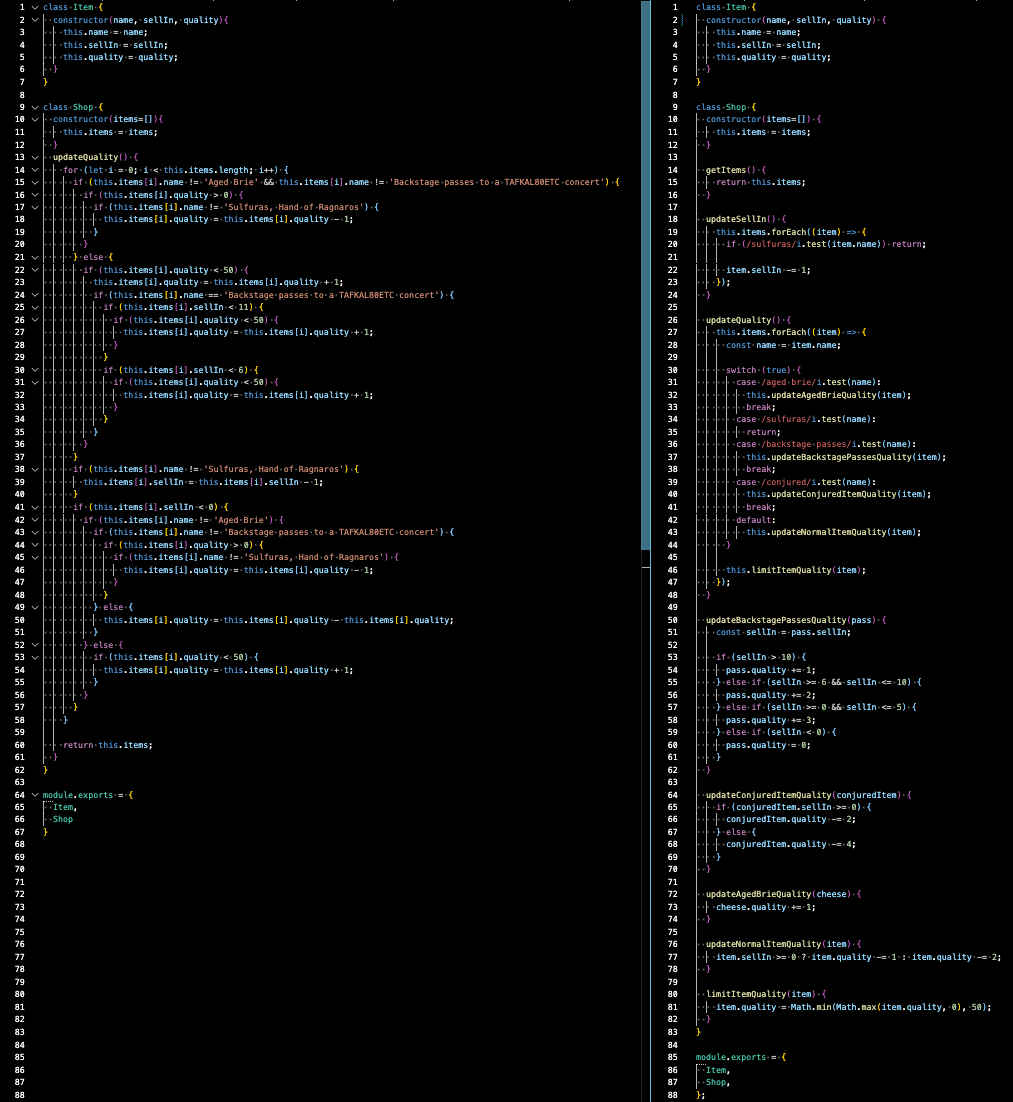 1 class Item {
2 constructor(name, sellIn, quality){
3 this.name = name;
4 this.sellIn = sellIn;
5 this.quality = quality;
6 }
7 }
8
9 class Shop {
10 constructor(items=[]){
11 this.items = items;
12 }
13 updateQuality() {
14 for (let i = 0; i < this.items.length; i++) {
15 if (this.items[i].name != 'Aged Brie' && this.items[i].name != 'Backstage passes to a TAFKAL80ETC concert') {
16 if (this.items[i].quality > 0) {
17 if (this.items[i].name != 'Sulfuras, Hand of Ragnaros') {
18 this.items[i].quality = this.items[i].quality - 1;
19 }
20 }
21 } else {
22 if (this.items[i].quality < 50) {
23 this.items[i].quality = this.items[i].quality + 1;
24 if (this.items[i].name == 'Backstage passes to a TAFKAL80ETC concert') {
25 if (this.items[i].sellIn < 11) {
26 if (this.items[i].quality < 50) {
27 this.items[i].quality = this.items[i].quality + 1;
28 }
29 }
30 if (this.items[i].sellIn < 6) {
31 if (this.items[i].quality < 50) {
32 this.items[i].quality = this.items[i].quality + 1;
33 }
34 }
35 }
36 }
37 }
38 if (this.items[i].name != 'Sulfuras, Hand of Ragnaros') {
39 this.items[i].sellIn = this.items[i].sellIn - 1;
40 }
41 if (this.items[i].sellIn < 0) {
42 if (this.items[i].name != 'Aged Brie') {
43 if (this.items[i].name != 'Backstage passes to a TAFKAL80ETC concert') {
44 if (this.items[i].quality > 0) {
45 if (this.items[i].name != 'Sulfuras, Hand of Ragnaros') {
46 this.items[i].quality = this.items[i].quality - 1;
47 }
48 }
49 } else {
50 this.items[i].quality = this.items[i].quality - this.items[i].quality;
51 }
52 } else {
53 if (this.items[i].quality < 50) {
54 this.items[i].quality = this.items[i].quality + 1;
55 }
56 }
57 }
58 }
59
60 return this.items;
61 }
62 }
63
64 module.exports = {
65 Item,
66 Shop
67 }
68
69
70
71
72
73
74
75
76
77
78
79
80
81
82
83
84
85
86
87
88
1 class Item {
2 constructor(name, sellIn, quality) {
3 this.name = name;
4 this.sellIn = sellIn;
5 this.quality = quality;
6 }
7 }
8
9 class Shop {
10 constructor(items=[]) {
11 this.items = items;
12 }
13
14 getItems() {
15 return this.items;
16 }
17
18 updateSellIn() {
19 this.items.forEach((item) => {
20 if (/sulfuras/i.test(item.name)) return;
21
22 item.sellIn -= 1;
23 });
24 }
25
26 updateQuality() {
27 this.items.forEach((item) => {
28 const name = item.name;
29
30 switch (true) {
31 case /aged brie/i.test(name):
32 this.updateAgedBrieQuality(item);
33 break;
34 case /sulfuras/i.test(name):
35 return;
36 case /backstage passes/i.test(name):
37 this.updateBackstagePassesQuality(item);
38 break;
39 case /conjured/i.test(name):
40 this.updateConjuredItemQuality(item);
41 break;
42 default:
43 this.updateNormalItemQuality(item);
44 }
45
46 this.limitItemQuality(item);
47 });
48 }
49
50 updateBackstagePassesQuality(pass) {
51 const sellIn = pass.sellIn;
52
53 if (sellIn > 10) {
54 pass.quality += 1;
55 } else if (sellIn >= 6 && sellIn <= 10) {
56 pass.quality += 2;
57 } else if (sellIn >= 0 && sellIn <= 5) {
58 pass.quality += 3;
59 } else if (sellIn < 0) {
60 pass.quality = 0;
61 }
62 }
63
64 updateConjuredItemQuality(conjuredItem) {
65 if (conjuredItem.sellIn >= 0) {
66 conjuredItem.quality -= 2;
67 } else {
68 conjuredItem.quality -= 4;
69 }
70 }
71
72 updateAgedBrieQuality(cheese) {
73 cheese.quality += 1;
74 }
75
76 updateNormalItemQuality(item) {
77 item.sellIn >= 0 ? item.quality -= 1 : item.quality -= 2;
78 }
79
80 limitItemQuality(item) {
81 item.quality = Math.min(Math.max(item.quality, 0), 50);
82 }
83 }
84
85 module.exports = {
86 Item,
87 Shop,
88 };